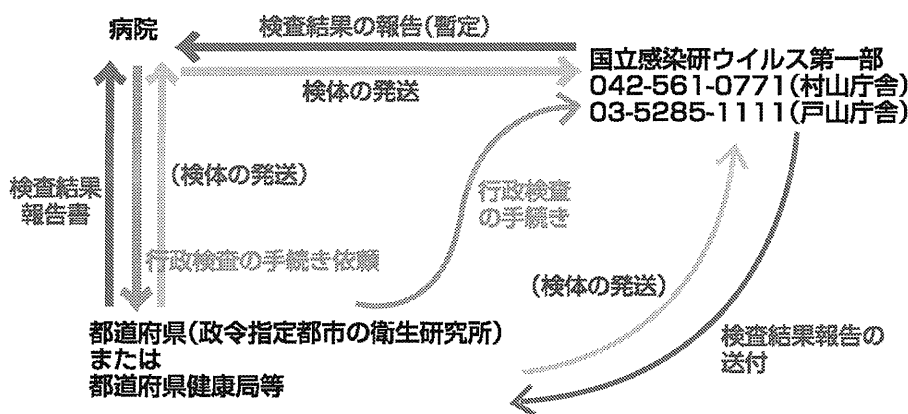 病院
検査結果の報告(暫定)
検体の発送
国立感染研ウイルス第一部
042-561-0771(村山庁舎)
03-5285-1111(戸山庁舎)
検査結果
報告書
(検体の発送)
行政検査の手続き依頼
行政検査
の手続き
(検体の発送)
検査結果報告の
送付
都道府県(政令指定都市の衛生研究所)
または
都道府県健康局等